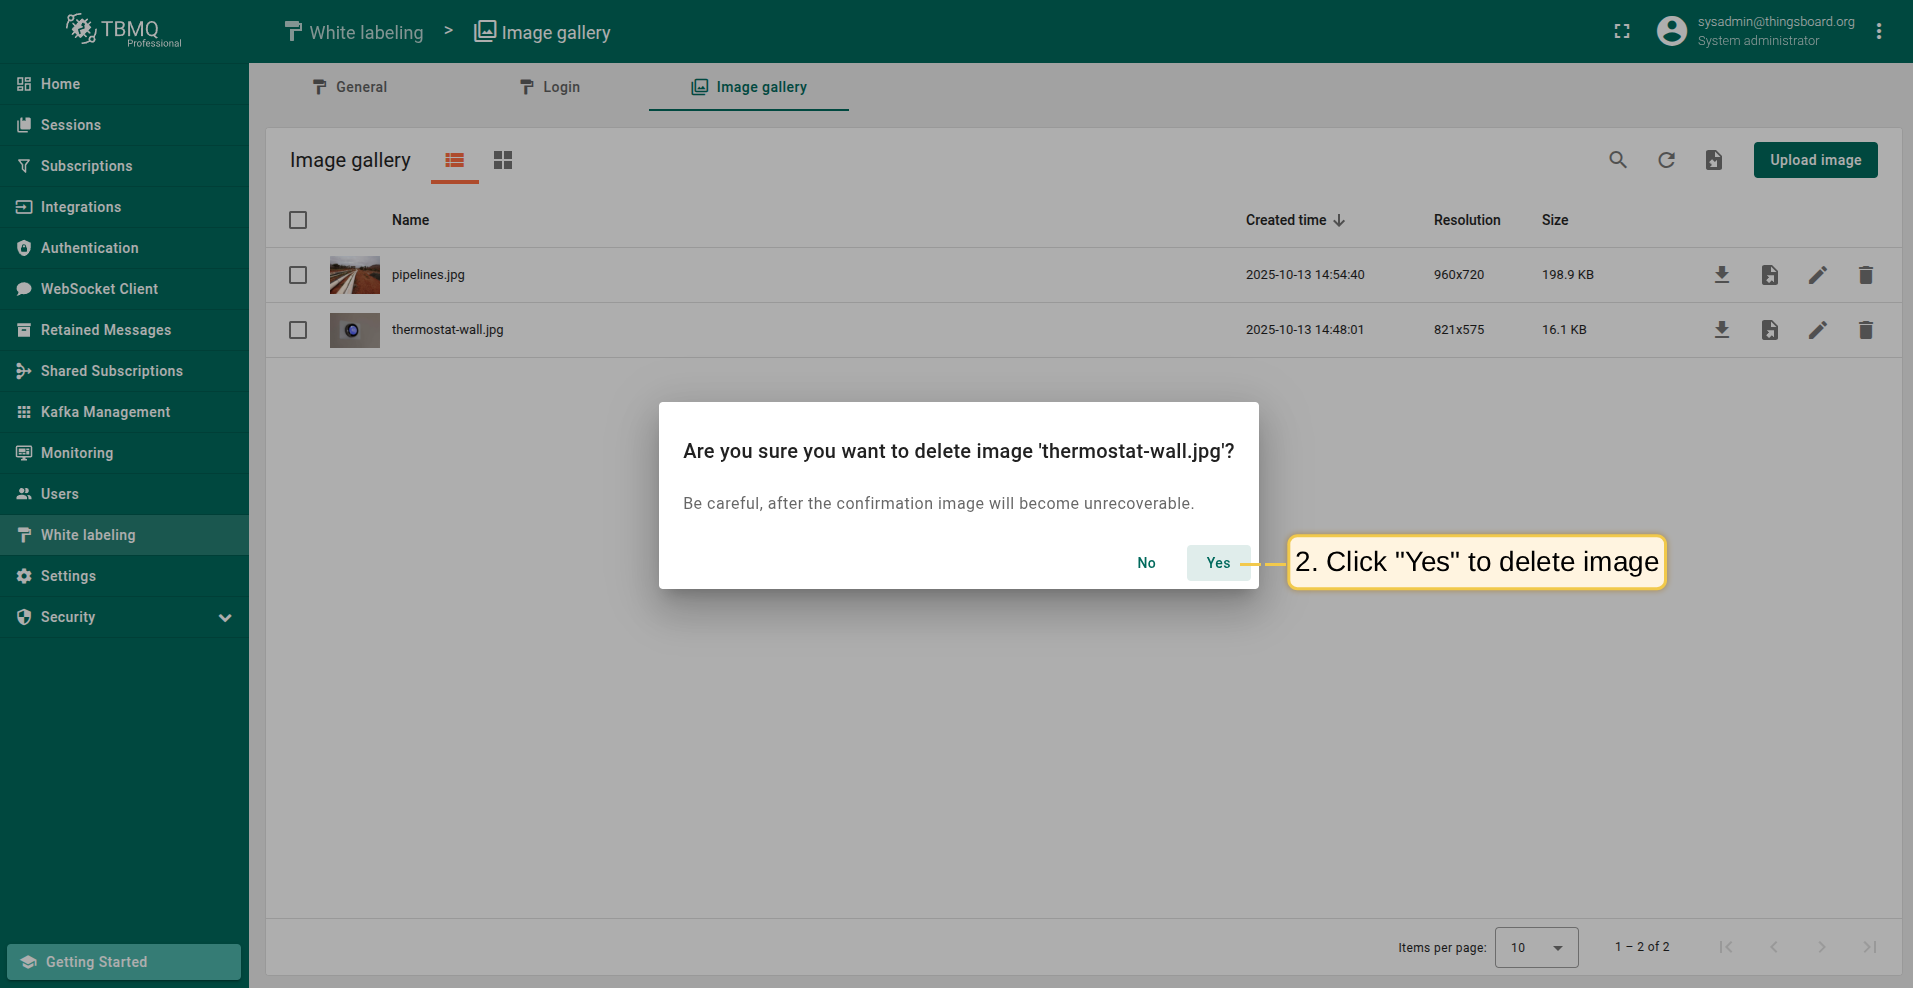 TBMQ
Professional
White labeling > Image gallery
sysadmin@thingsboard.org
System administrator
Home
Sessions
Subscriptions
Integrations
Authentication
WebSocket Client
Retained Messages
Shared Subscriptions
Kafka Management
Monitoring
Users
White labeling
Settings
Security
Getting Started
General
Login
Image gallery
Image gallery
Upload image
Name
Created time
Resolution
Size
pipelines.jpg
2025-10-13 14:54:40
960x720
198.9 KB
thermostat-wall.jpg
2025-10-13 14:48:01
821x575
16.1 KB
Are you sure you want to delete image 'thermostat-wall.jpg'?
Be careful, after the confirmation image will become unrecoverable.
No
Yes
2. Click "Yes" to delete image
Items per page:
10
1 – 2 of 2